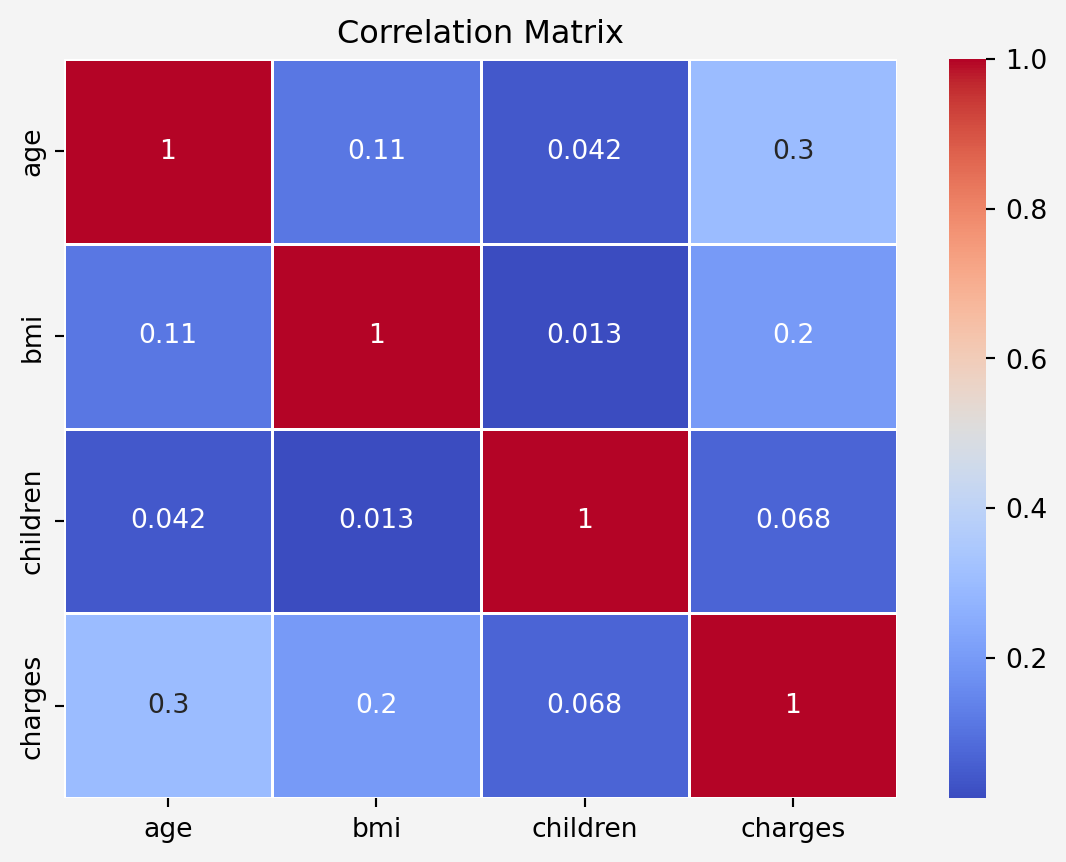 Correlation Matrix
age 1 0.11 0.042 0.3
bmi 0.11 1 0.013 0.2
children 0.042 0.013 1 0.068
charges 0.3 0.2 0.068 1
age bmi children charges
1.0
0.8
0.6
0.4
0.2